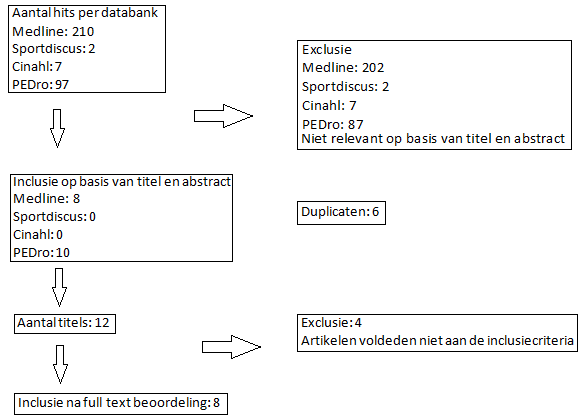 Aantal hits per databank
Medline: 210
Sportdiscus: 2
Cinahl: 7
PEDro: 97
Exclusie
Medline: 202
Sportdiscus: 2
Cinahl: 7
PEDro: 87
Niet relevant op basis van titel en abstract
Inclusie op basis van titel en abstract
Medline: 8
Sportdiscus: 0
Cinahl: 0
PEDro: 10
Duplicaten: 6
Aantal titels: 12
Exclusie: 4
Artikelen voldeden niet aan de inclusiecriteria
Inclusie na full text beoordeling: 8